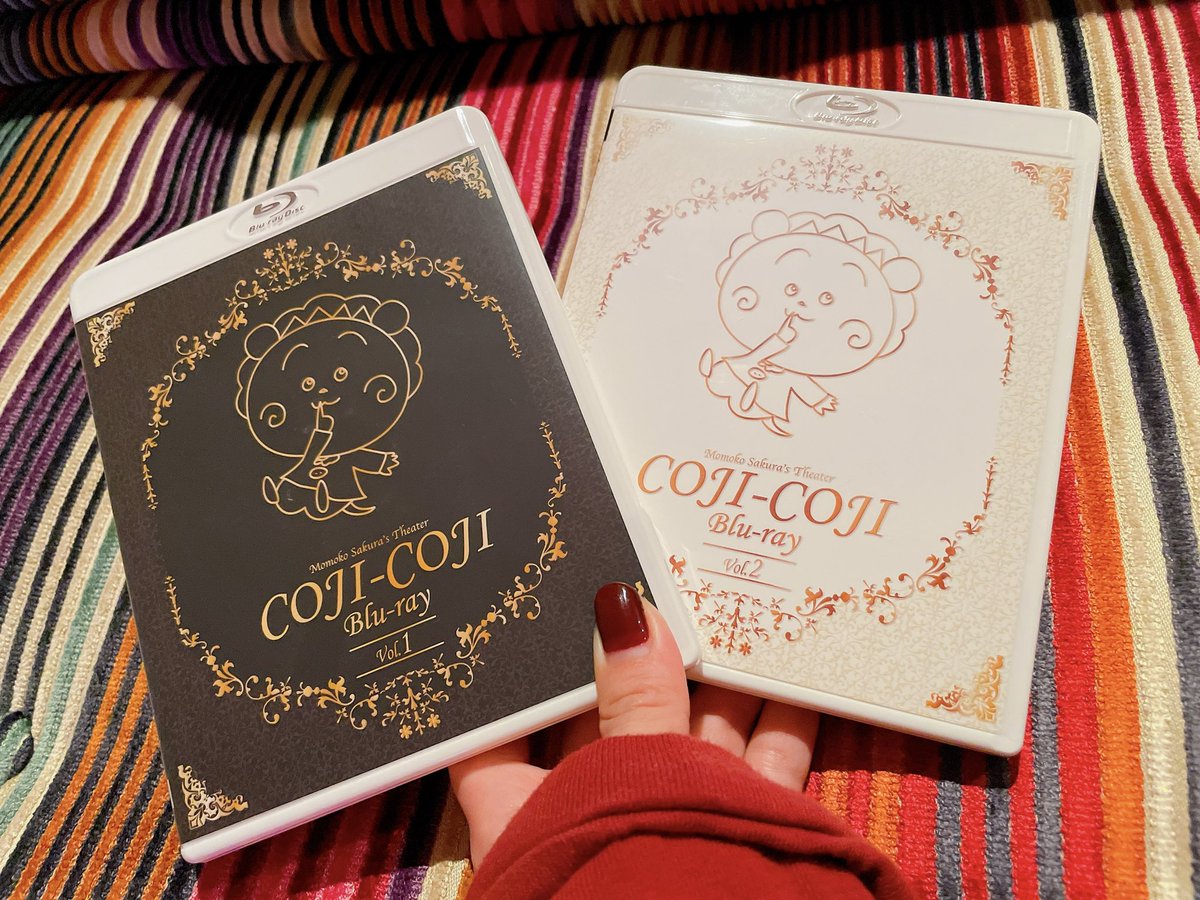 Blu-ray Disc
Momoko Sakura's Theater
COJI-COJI
Blu-ray
Vol.1
Blu-ray Disc
Momoko Sakura's Theater
COJI-COJI
Blu-ray
Vol.2